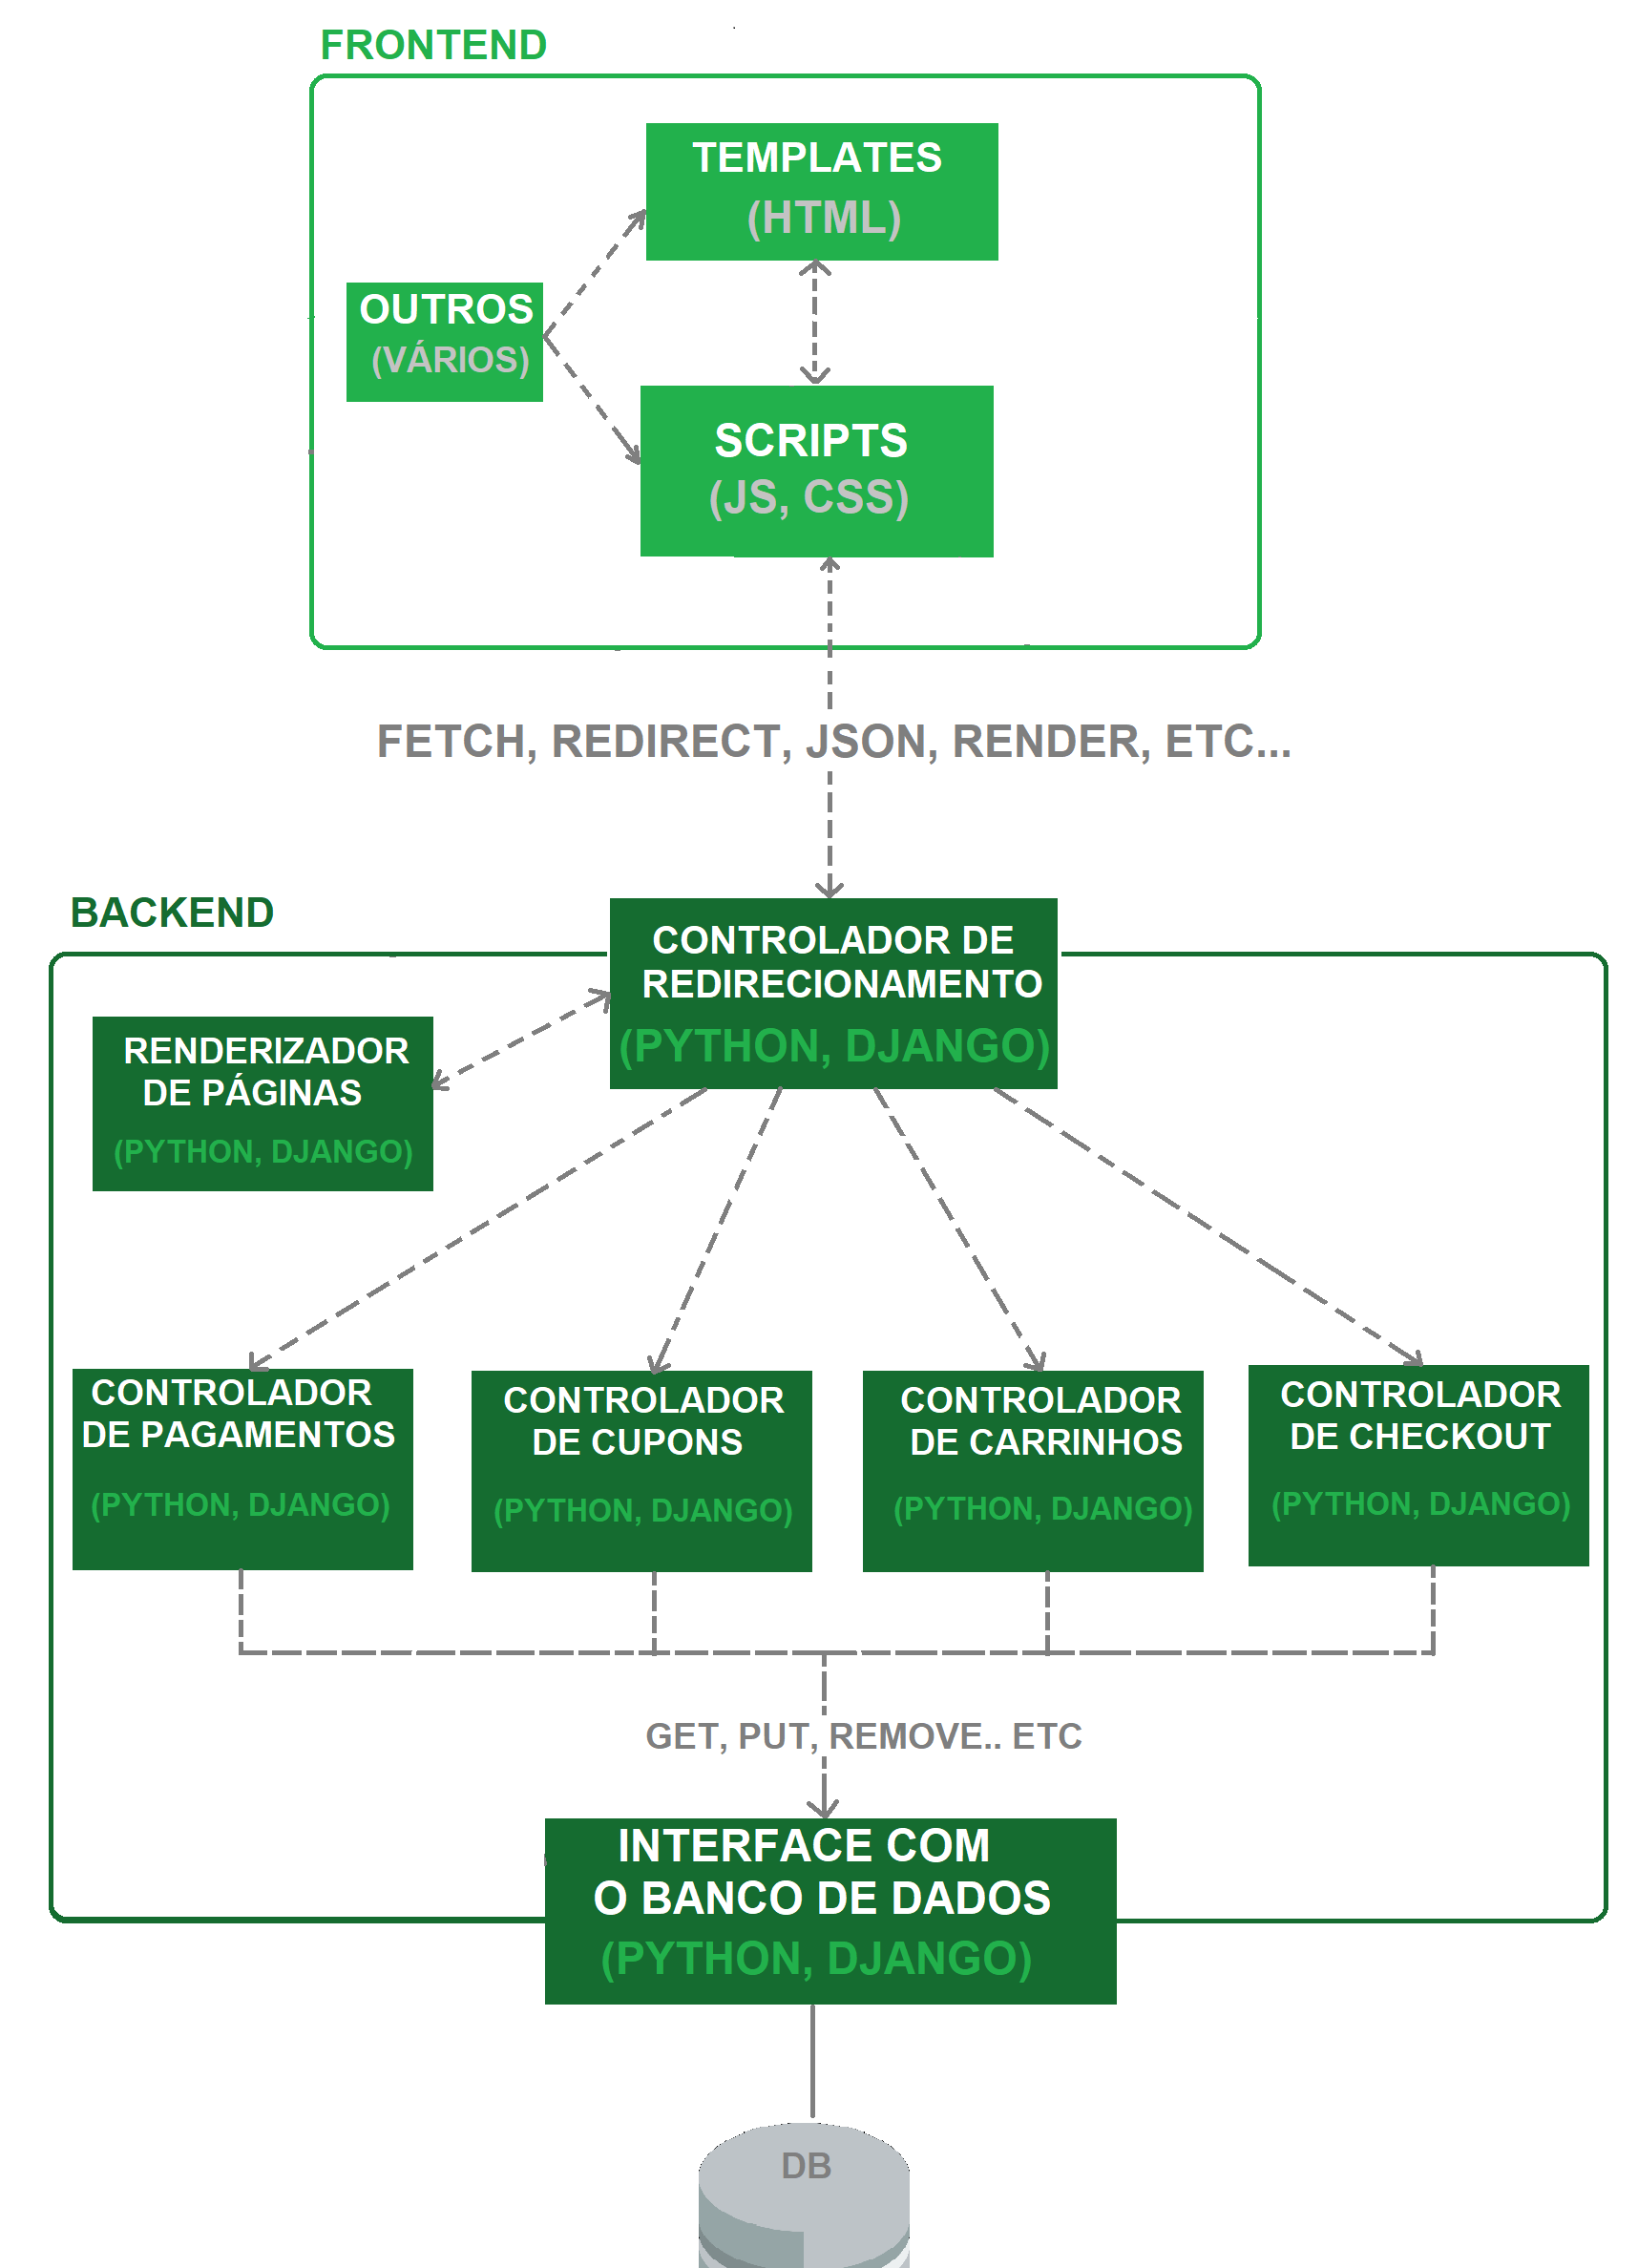 FRONTEND
TEMPLATES
(HTML)
OUTROS
(VÁRIOS)
SCRIPTS
(JS, CSS)
FETCH, REDIRECT, JSON, RENDER, ETC...
BACKEND
CONTROLADOR DE
REDIRECIONAMENTO
(PYTHON, DJANGO)
RENDERIZADOR
DE PÁGINAS
(PYTHON, DJANGO)
CONTROLADOR
DE PAGAMENTOS
(PYTHON, DJANGO)
CONTROLADOR
DE CUPONS
(PYTHON, DJANGO)
CONTROLADOR
DE CARRINHOS
(PYTHON, DJANGO)
CONTROLADOR
DE CHECKOUT
(PYTHON, DJANGO)
GET, PUT, REMOVE.. ETC
INTERFACE COM
O BANCO DE DADOS
(PYTHON, DJANGO)
DB